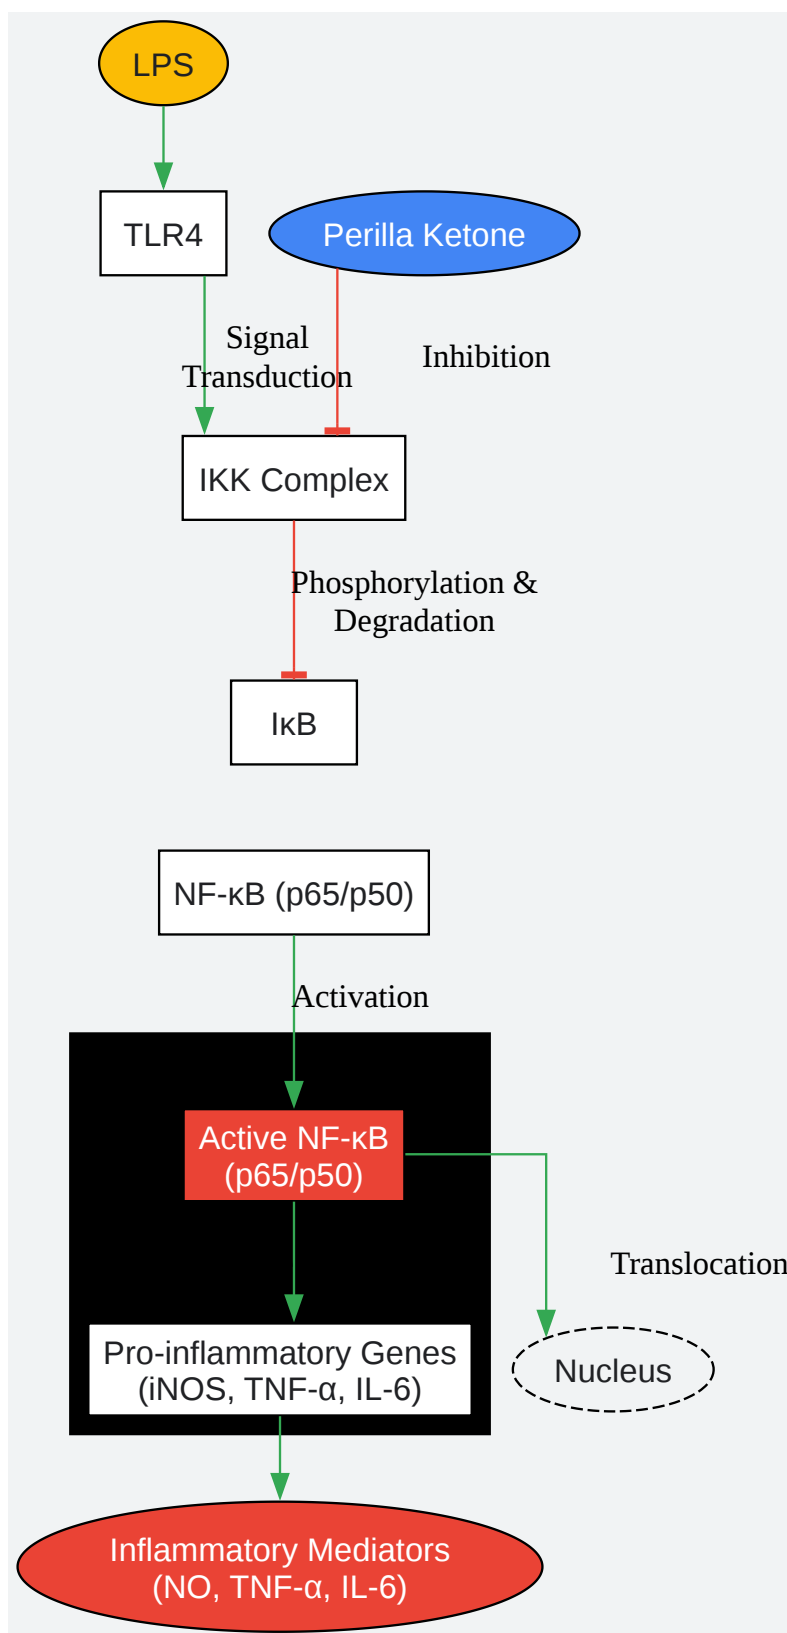 LPS
TLR4
Perilla Ketone
Signal
Transduction
Inhibition
IKK Complex
Phosphorylation &
Degradation
IκB
NF-κB (p65/p50)
Activation
Active NF-κB
(p65/p50)
Translocation
Pro-inflammatory Genes
(iNOS, TNF-α, IL-6)
Nucleus
Inflammatory Mediators
(NO, TNF-α, IL-6)